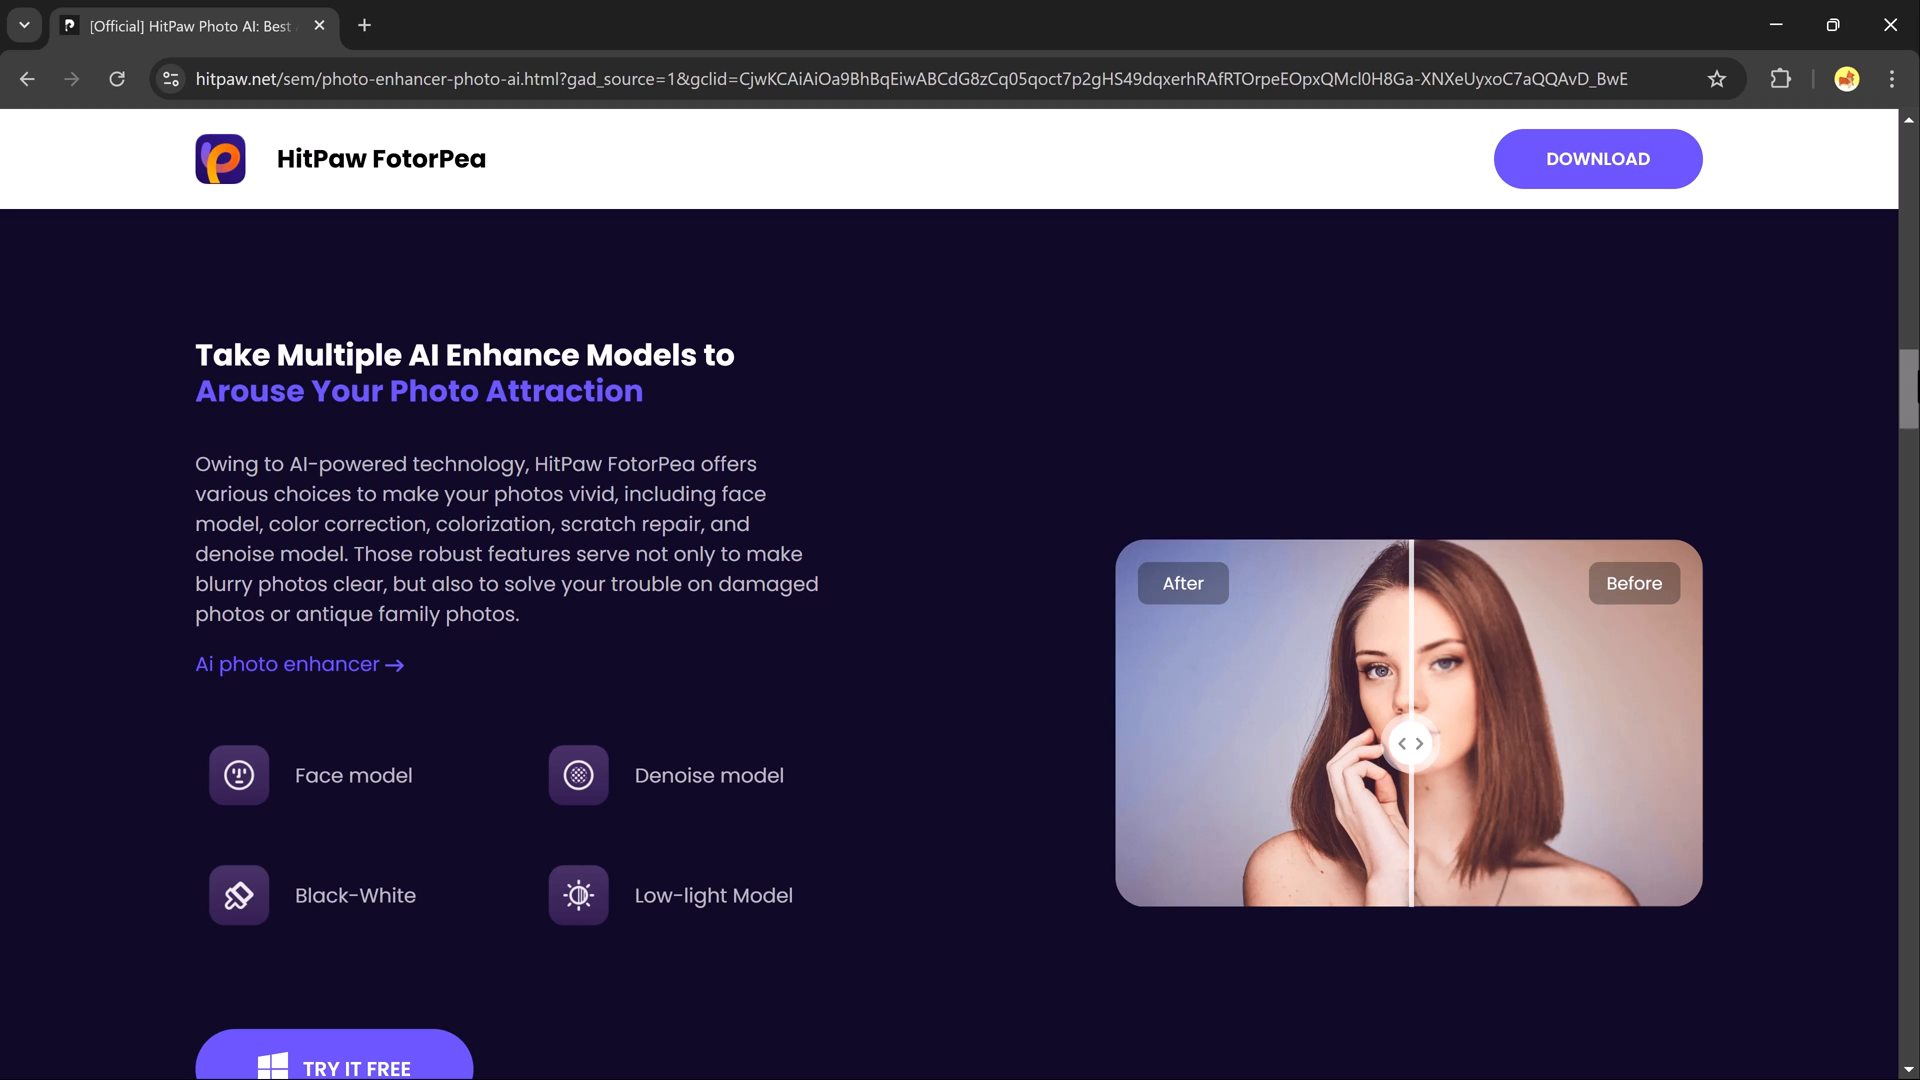 [Official] HitPaw Photo AI: Best
hitpaw.net/sem/photo-enhancer-photo-ai.html?gad_source=1&gclid=CjwKCAiAiOa9BhBqEiwABCdG8zCq05qoct7p2gHS49dqxerhRAfRTOrpeEOpxQMcl0H8Ga-XNXeUyxoC7aQQAvD_BwE
HitPaw FotorPea
DOWNLOAD
Take Multiple AI Enhance Models to
Arouse Your Photo Attraction
Owing to AI-powered technology, HitPaw FotorPea offers
various choices to make your photos vivid, including face
model, color correction, colorization, scratch repair, and
denoise model. Those robust features serve not only to make
blurry photos clear, but also to solve your trouble on damaged
photos or antique family photos.
Ai photo enhancer →
Face model
Denoise model
Black-White
Low-light Model
After
Before
TRY IT FREE